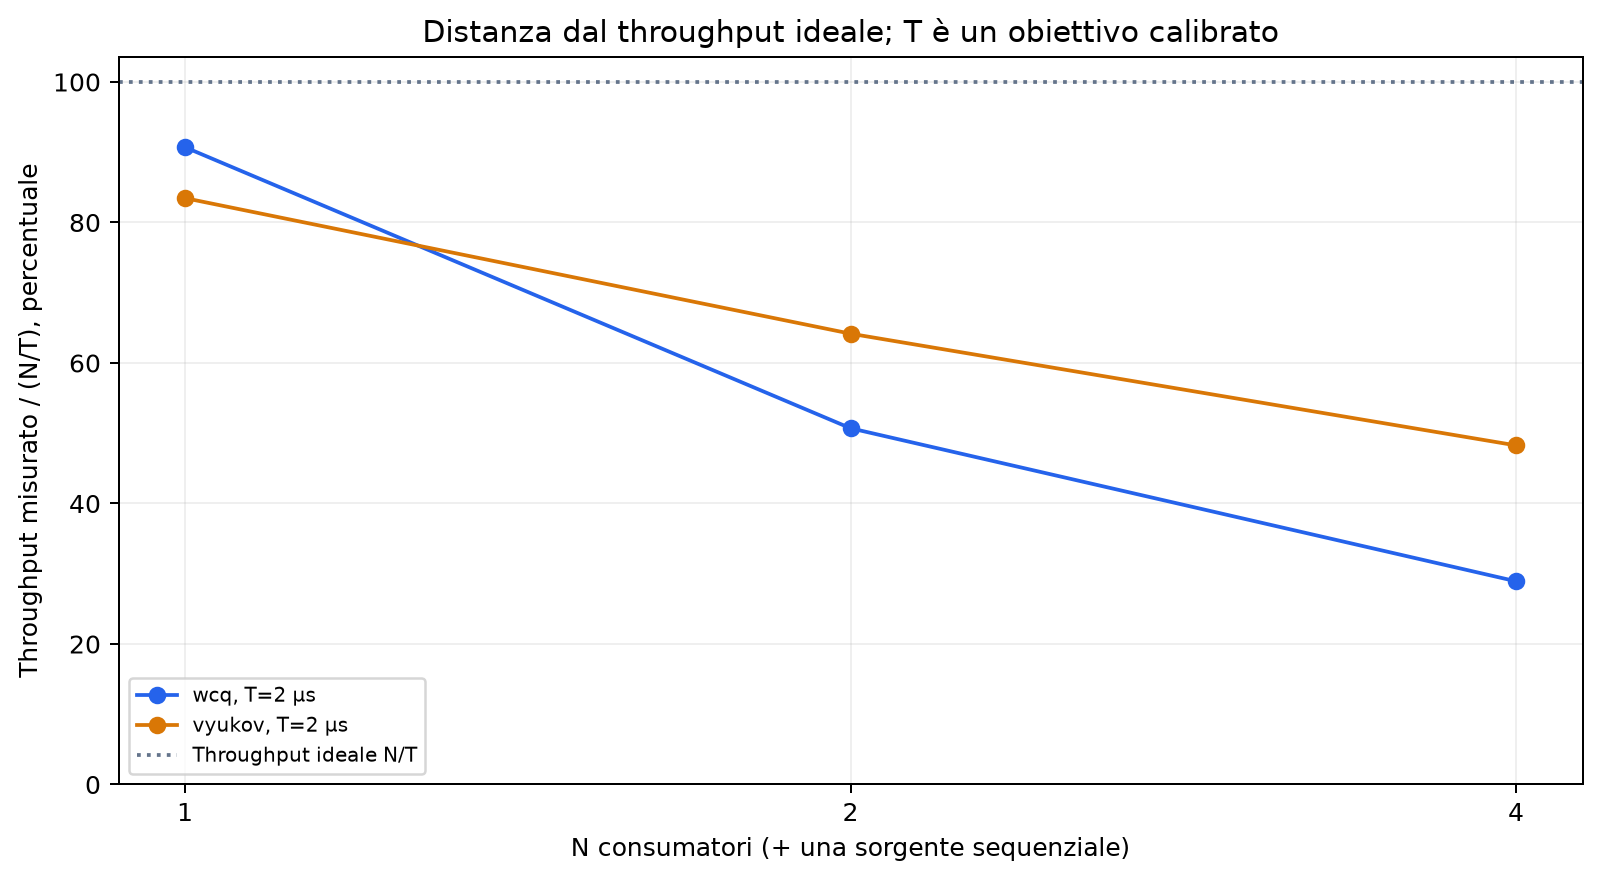 Distanza dal throughput ideale; T è un obiettivo calibrato
Throughput misurato / (N/T), percentuale
100
80
60
40
20
0
wcq, T=2 µs
vyukov, T=2 µs
Throughput ideale N/T
1
2
4
N consumatori (+ una sorgente sequenziale)